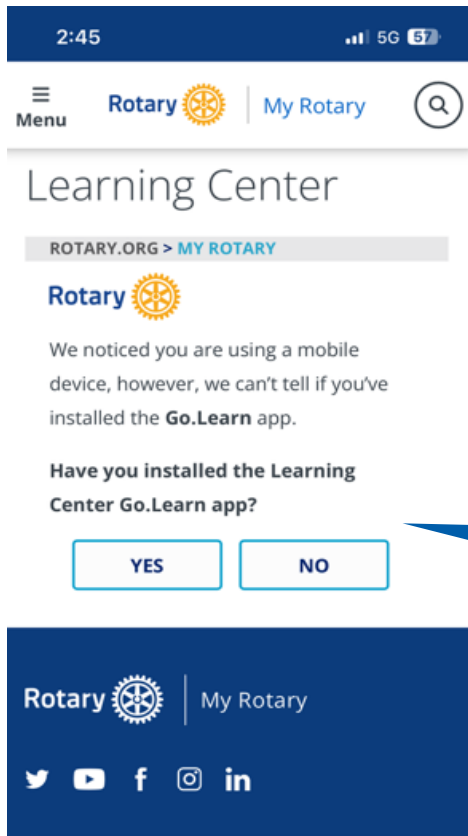 2:45 5G 57
Menu Rotary My Rotary
Learning Center
ROTARY.ORG > MY ROTARY
Rotary
We noticed you are using a mobile
device, however, we can't tell if you've
installed the Go.Learn app.
Have you installed the Learning
Center Go.Learn app?
YES NO
Rotary My Rotary